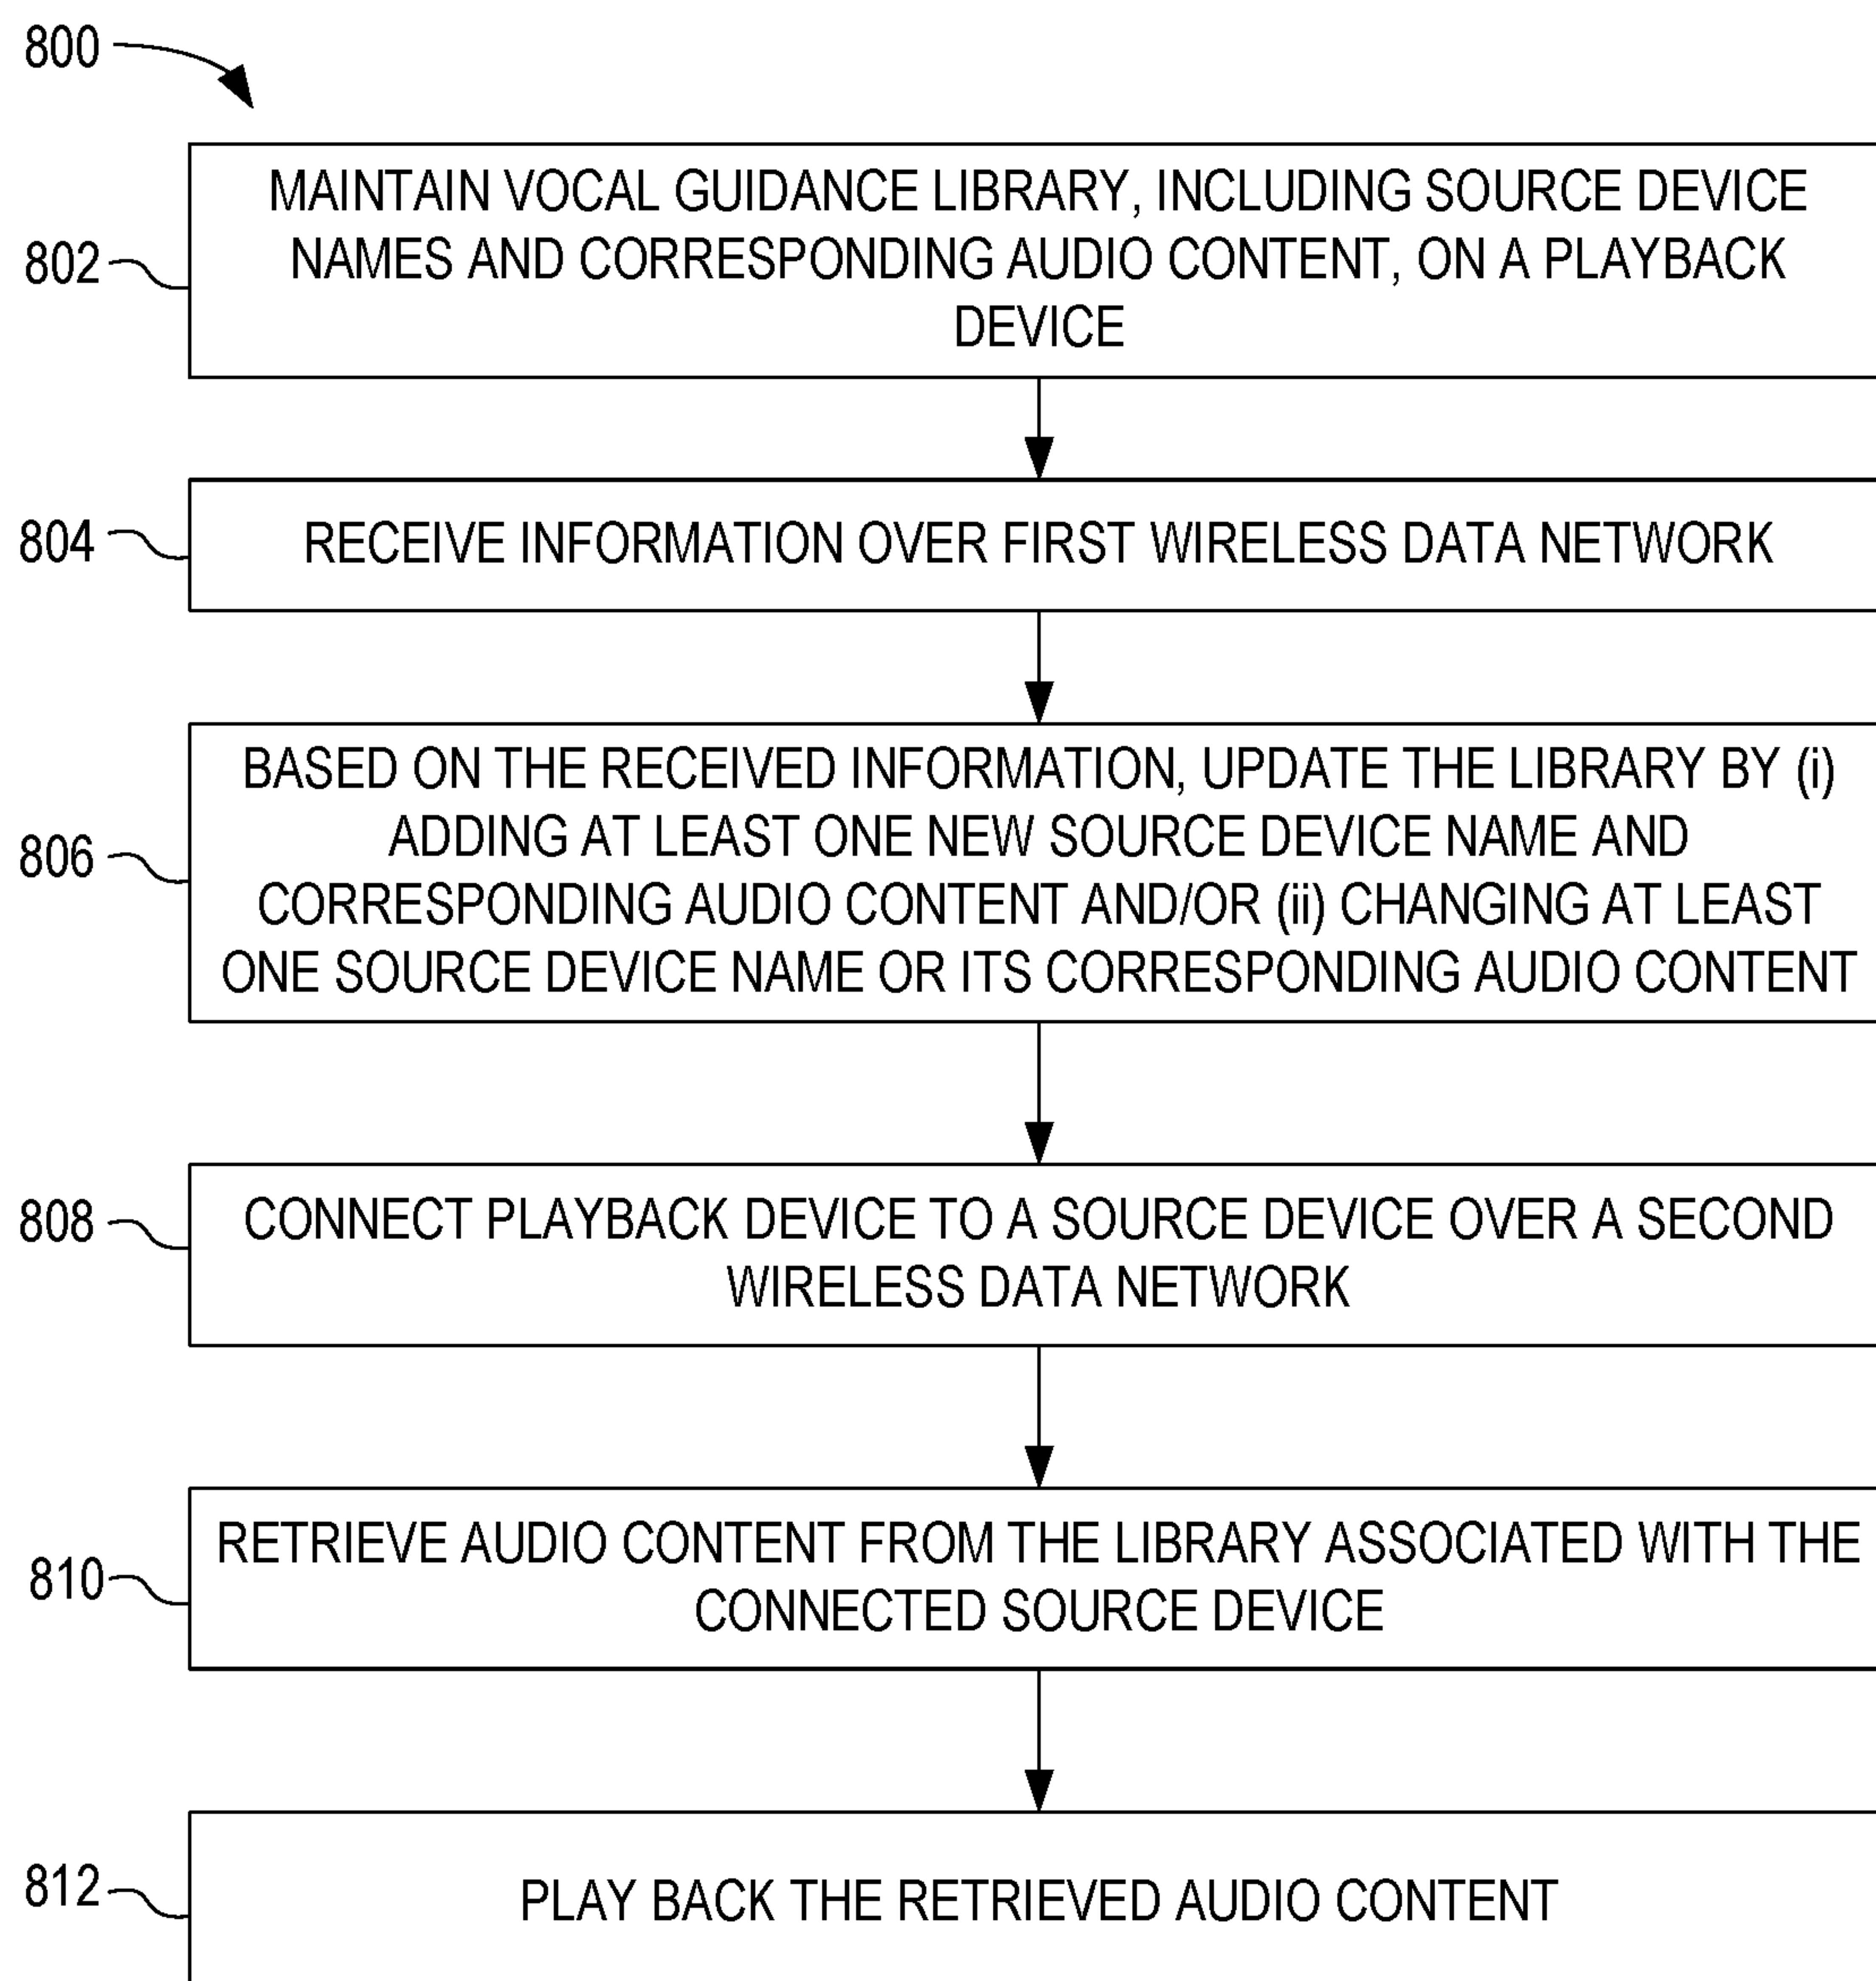 800
802
MAINTAIN VOCAL GUIDANCE LIBRARY, INCLUDING SOURCE DEVICE
NAMES AND CORRESPONDING AUDIO CONTENT, ON A PLAYBACK
DEVICE
804
RECEIVE INFORMATION OVER FIRST WIRELESS DATA NETWORK
806
BASED ON THE RECEIVED INFORMATION, UPDATE THE LIBRARY BY (i)
ADDING AT LEAST ONE NEW SOURCE DEVICE NAME AND
CORRESPONDING AUDIO CONTENT AND/OR (ii) CHANGING AT LEAST
ONE SOURCE DEVICE NAME OR ITS CORRESPONDING AUDIO CONTENT
808
CONNECT PLAYBACK DEVICE TO A SOURCE DEVICE OVER A SECOND
WIRELESS DATA NETWORK
810
RETRIEVE AUDIO CONTENT FROM THE LIBRARY ASSOCIATED WITH THE
CONNECTED SOURCE DEVICE
812
PLAY BACK THE RETRIEVED AUDIO CONTENT